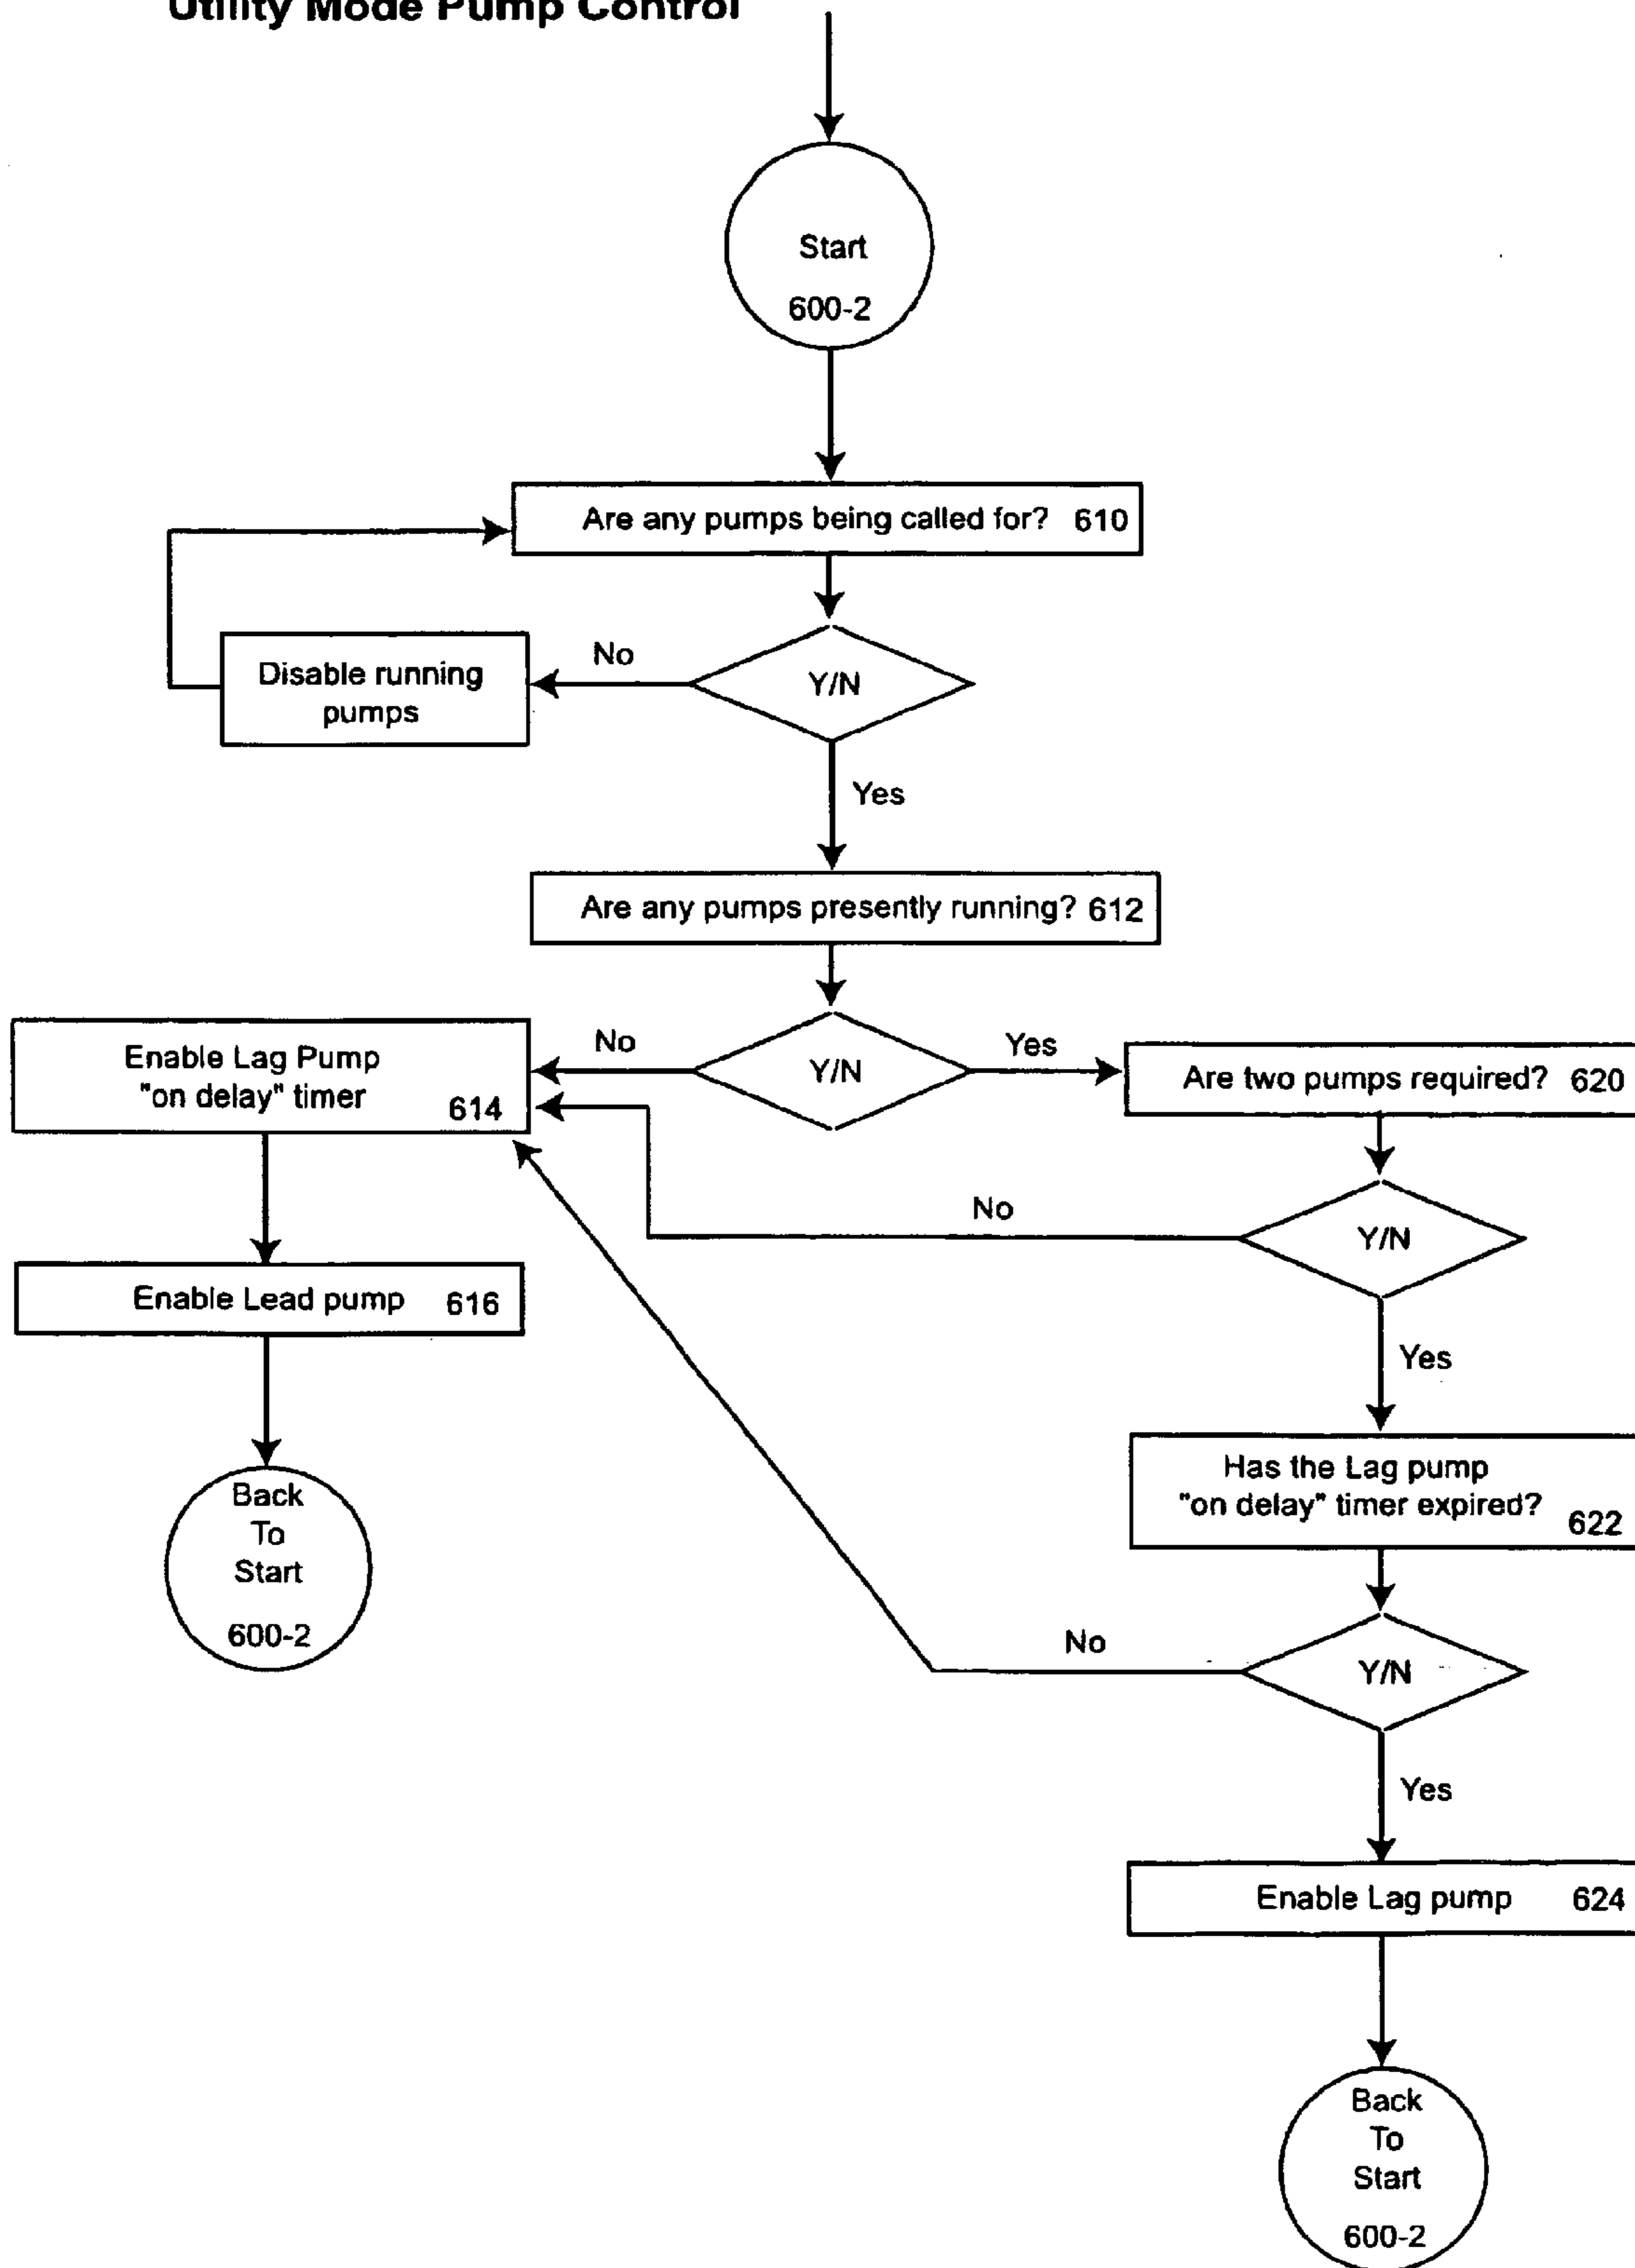 Utility Mode Pump Control
Start
600-2
Are any pumps being called for? 610
No
Y/N
Disable running
pumps
Yes
Are any pumps presently running? 612
No
Y/N
Yes
Enable Lag Pump
"on delay" timer
614
Are two pumps required? 620
No
Y/N
Enable Lead pump 616
Yes
Has the Lag pump
"on delay" timer expired?
622
Back
To
Start
600-2
No
Y/N
Yes
Enable Lag pump 624
Back
To
Start
600-2